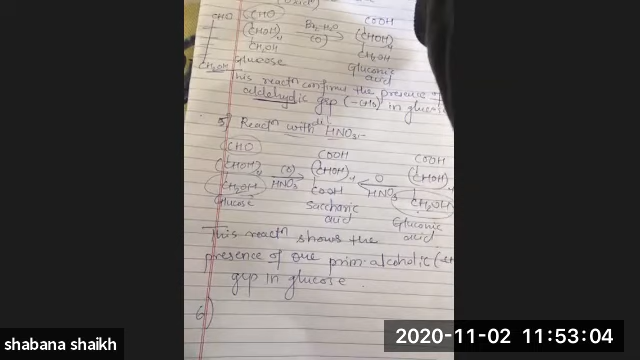 CHO
CHO COOH
(CHOH)4 Br2, H2O (CHOH)4
(O)
CH2OH CH2OH
CH2OH glucose Gluconic acid
This reactn confirms the presence of
aldehydic grp (-CHO) in glucose
5) Reactn with dil HNO3:-
CHO COOH COOH
(CHOH)4 (O) (CHOH)4 O (CHOH)4
HNO3 HNO3
CH2OH COOH CH2OH
Glucose Saccharic acid Gluconic acid
This reactn shows the
presence of one prim. alcoholic
grp in glucose.
6)
shabana shaikh
2020-11-02 11:53:04